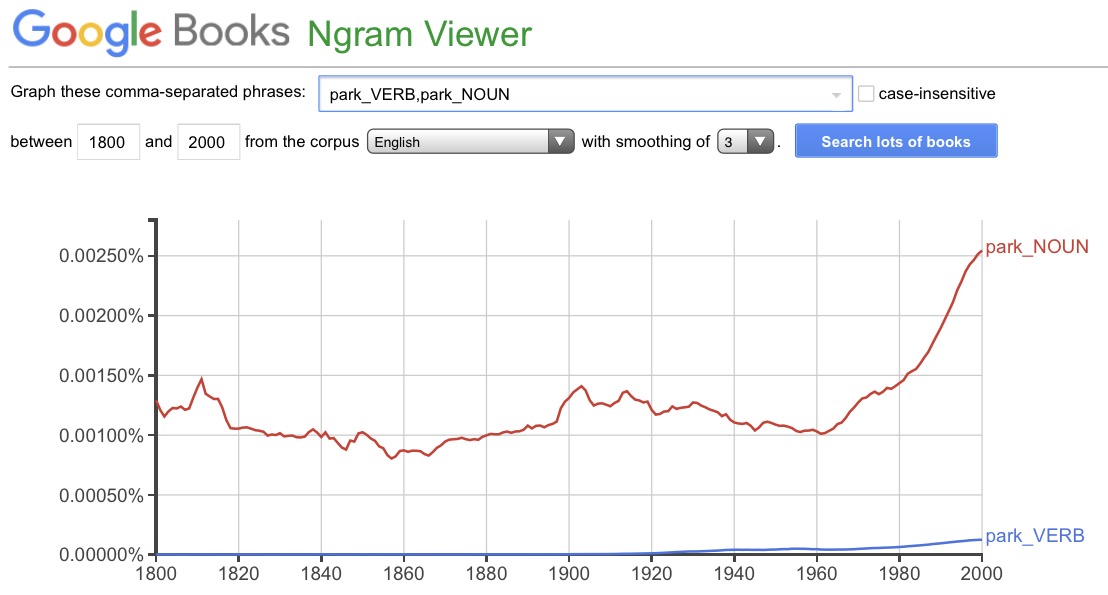 Google Books Ngram Viewer
Graph these comma-separated phrases: park_VERB,park_NOUN case-insensitive
between 1800 and 2000 from the corpus English with smoothing of 3 . Search lots of books
park_NOUN
0.00250%
0.00200%
0.00150%
0.00100%
0.00050%
park_VERB
0.00000%
1800 1820 1840 1860 1880 1900 1920 1940 1960 1980 2000